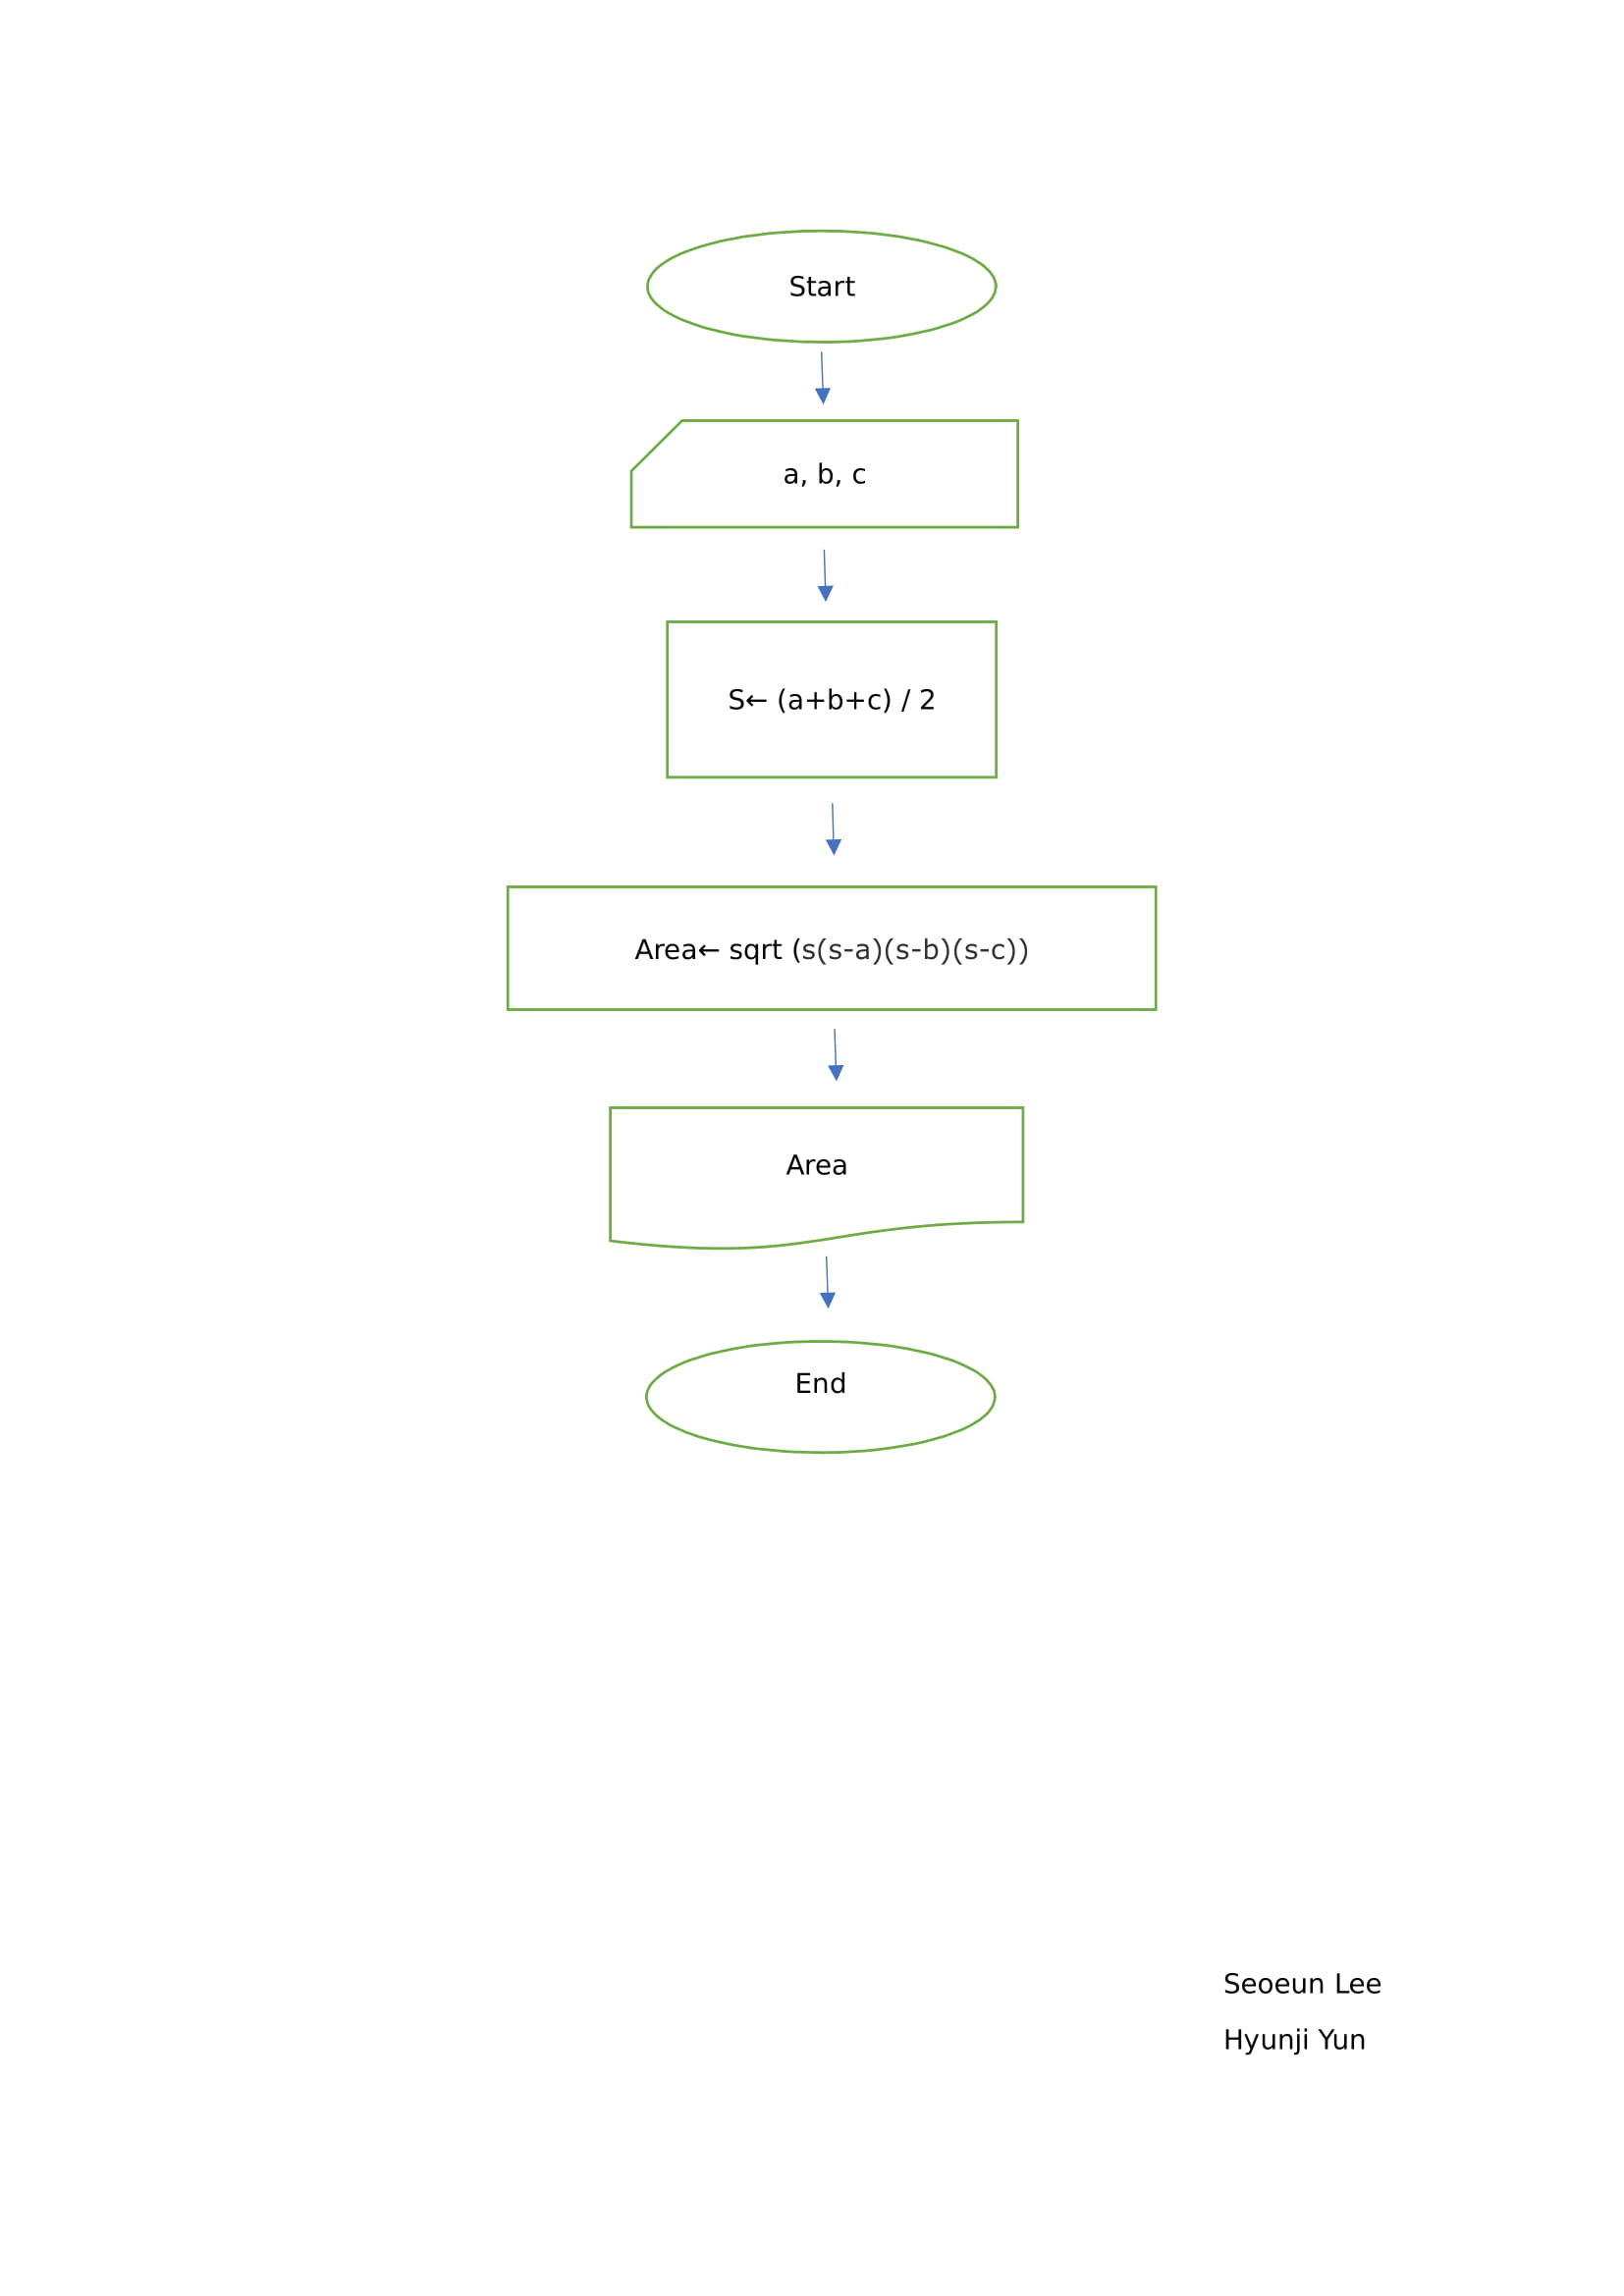 Start
a, b, c
S← (a+b+c) / 2
Area← sqrt (s(s-a)(s-b)(s-c))
Area
End
Seoeun Lee
Hyunji Yun